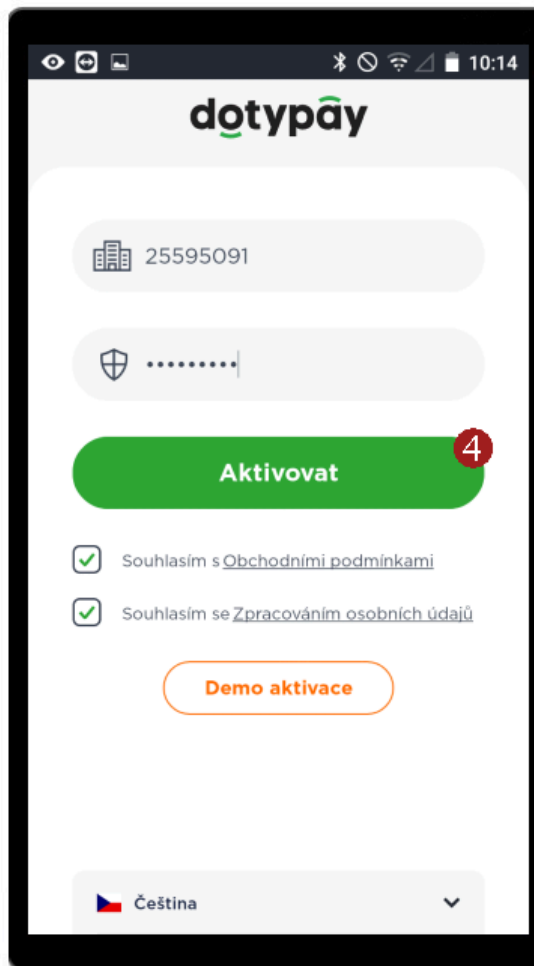 10:14
dotypay
25595091
•••••••••
4
Aktivovat
Souhlasím s Obchodními podmínkami
Souhlasím se Zpracováním osobních údajů
Demo aktivace
Čeština